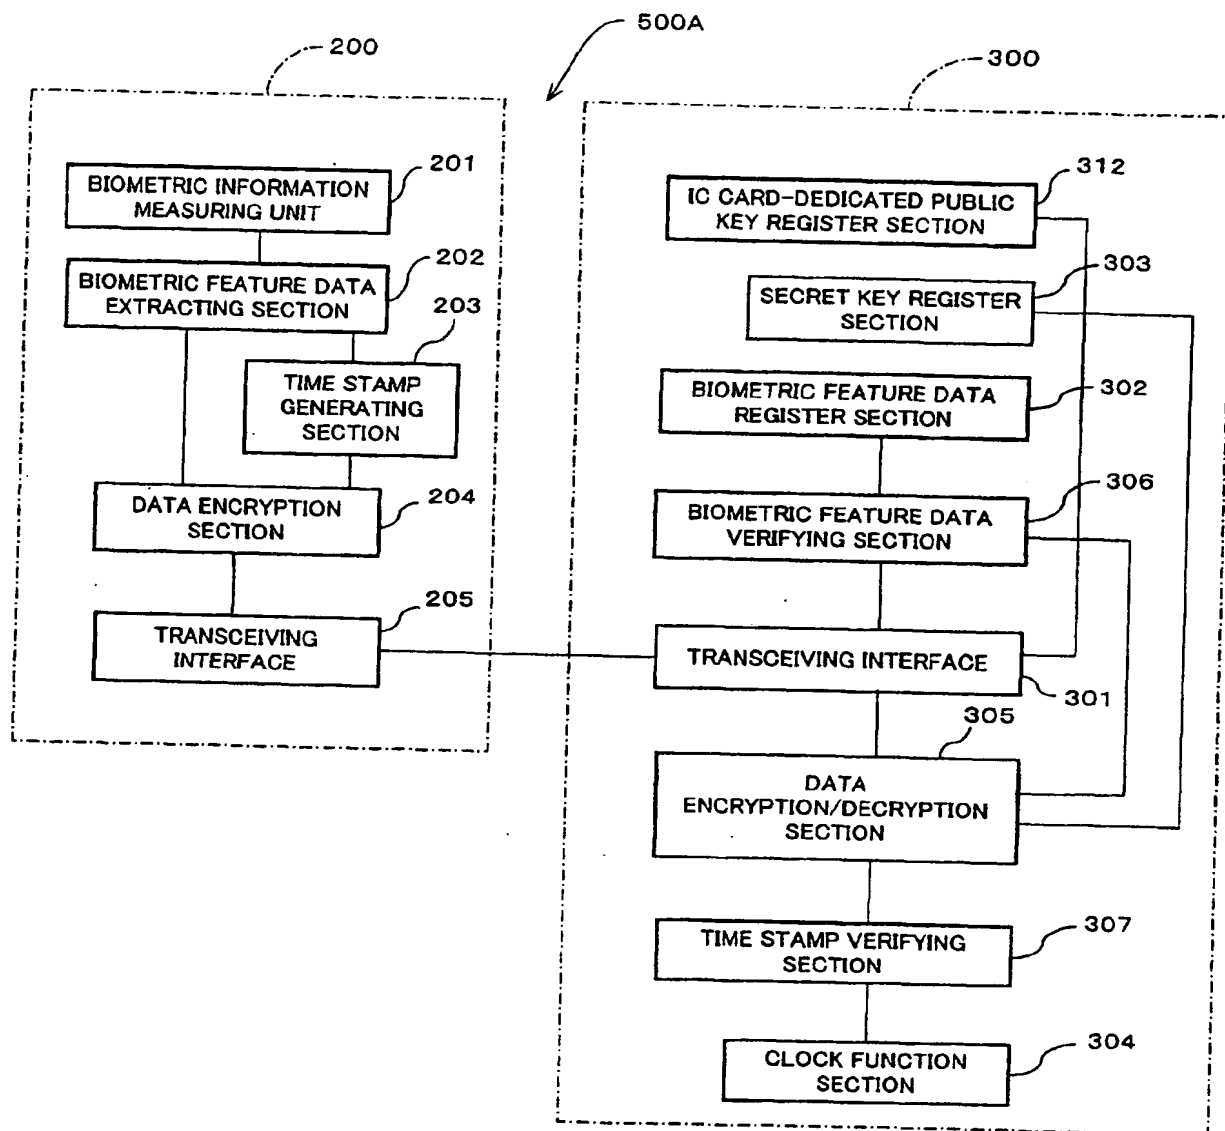 500A
200
300
201
BIOMETRIC INFORMATION
MEASURING UNIT
202
BIOMETRIC FEATURE DATA
EXTRACTING SECTION
203
TIME STAMP
GENERATING
SECTION
DATA ENCRYPTION
SECTION
204
205
TRANSCEIVING
INTERFACE
312
IC CARD-DEDICATED PUBLIC
KEY REGISTER SECTION
303
SECRET KEY REGISTER
SECTION
BIOMETRIC FEATURE DATA
REGISTER SECTION
302
306
BIOMETRIC FEATURE DATA
VERIFYING SECTION
TRANSCEIVING INTERFACE
301
305
DATA
ENCRYPTION/DECRYPTION
SECTION
TIME STAMP VERIFYING
SECTION
307
CLOCK FUNCTION
SECTION
304